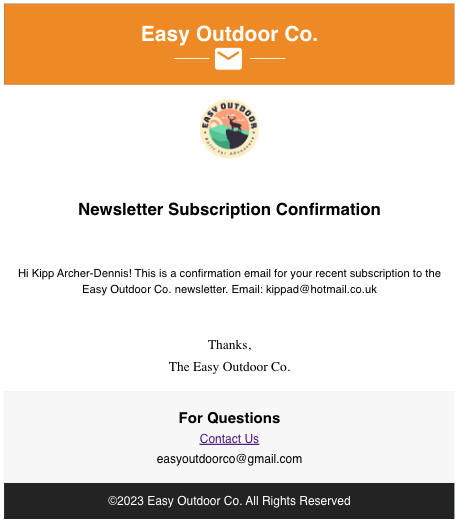 Easy Outdoor Co.
EASY OUTDOOR
Newsletter Subscription Confirmation
Hi Kipp Archer-Dennis! This is a confirmation email for your recent subscription to the
Easy Outdoor Co. newsletter. Email: kippad@hotmail.co.uk
Thanks,
The Easy Outdoor Co.
For Questions
Contact Us
easyoutdoorco@gmail.com
©2023 Easy Outdoor Co. All Rights Reserved